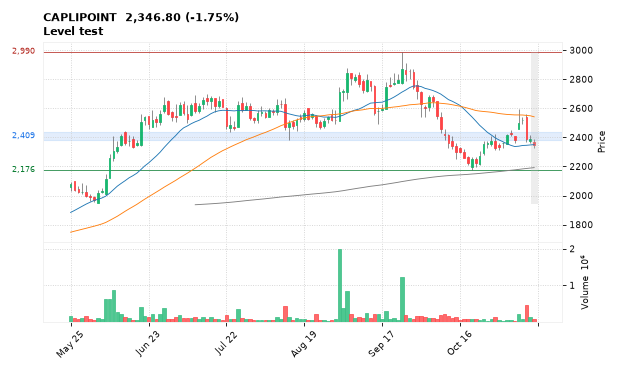 CAPLIPOINT 2,346.80 (-1.75%)
Level test
2,990
2,409
2,176
3000
2800
2600
2400
2200
2000
1800
Price
2
1
Volume 10⁶
May 25
Jun 23
Jul 22
Aug 19
Sep 17
Oct 16